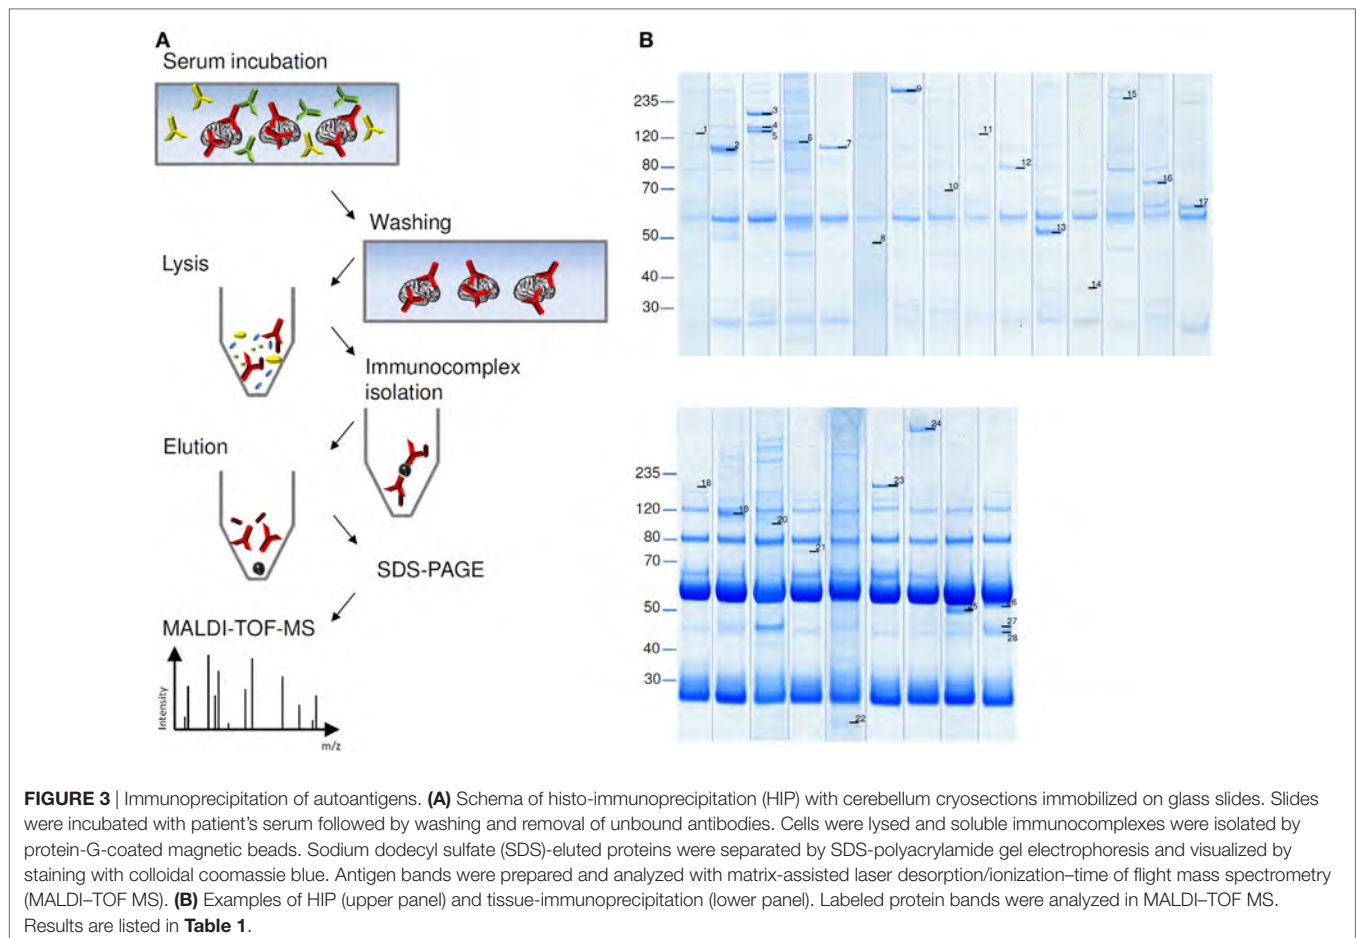 A
Serum incubation
Washing
Lysis
Immunocomplex
isolation
Elution
SDS-PAGE
MALDI-TOF-MS
Intensity
m/z
B
235
120
80
70
50
40
30
1
2
3
4
5
6
7
8
9
10
11
12
13
14
15
16
17
235
120
80
70
50
40
30
18
19
20
21
22
23
24
25
26
27
28
FIGURE 3 | Immunoprecipitation of autoantigens. (A) Schema of histo-immunoprecipitation (HIP) with cerebellum cryosections immobilized on glass slides. Slides
were incubated with patient's serum followed by washing and removal of unbound antibodies. Cells were lysed and soluble immunocomplexes were isolated by
protein-G-coated magnetic beads. Sodium dodecyl sulfate (SDS)-eluted proteins were separated by SDS-polyacrylamide gel electrophoresis and visualized by
staining with colloidal coomassie blue. Antigen bands were prepared and analyzed with matrix-assisted laser desorption/ionization–time of flight mass spectrometry
(MALDI–TOF MS). (B) Examples of HIP (upper panel) and tissue-immunoprecipitation (lower panel). Labeled protein bands were analyzed in MALDI–TOF MS.
Results are listed in Table 1.